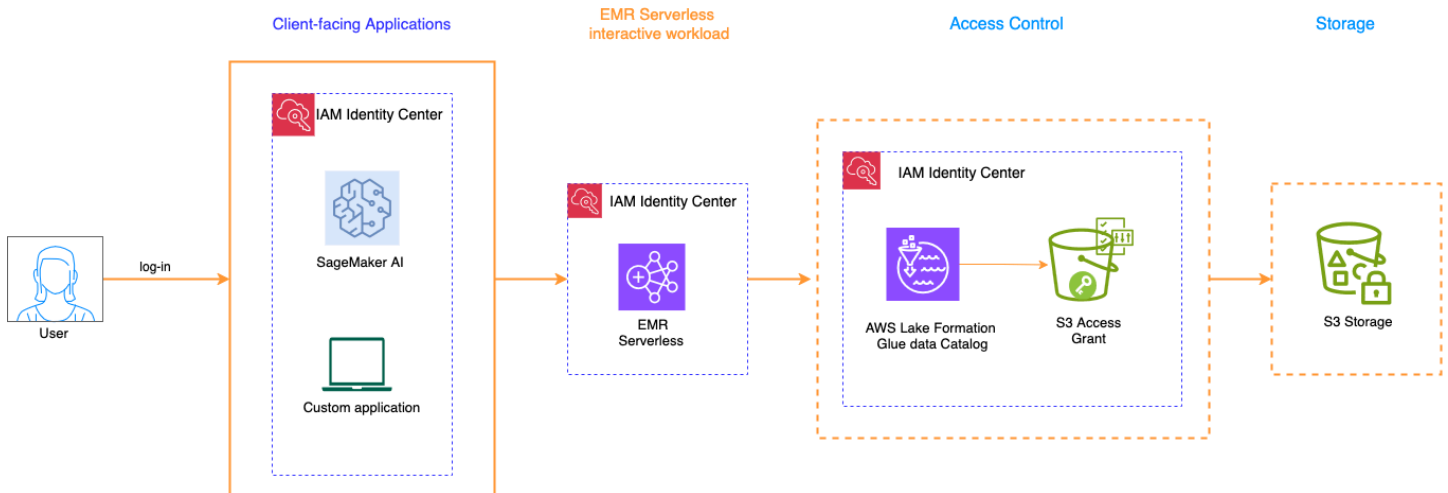 Client-facing Applications
EMR Serverless
interactive workload
Access Control
Storage
IAM Identity Center
SageMaker AI
Custom application
log-in
User
IAM Identity Center
EMR
Serverless
IAM Identity Center
AWS Lake Formation
Glue data Catalog
S3 Access
Grant
S3 Storage